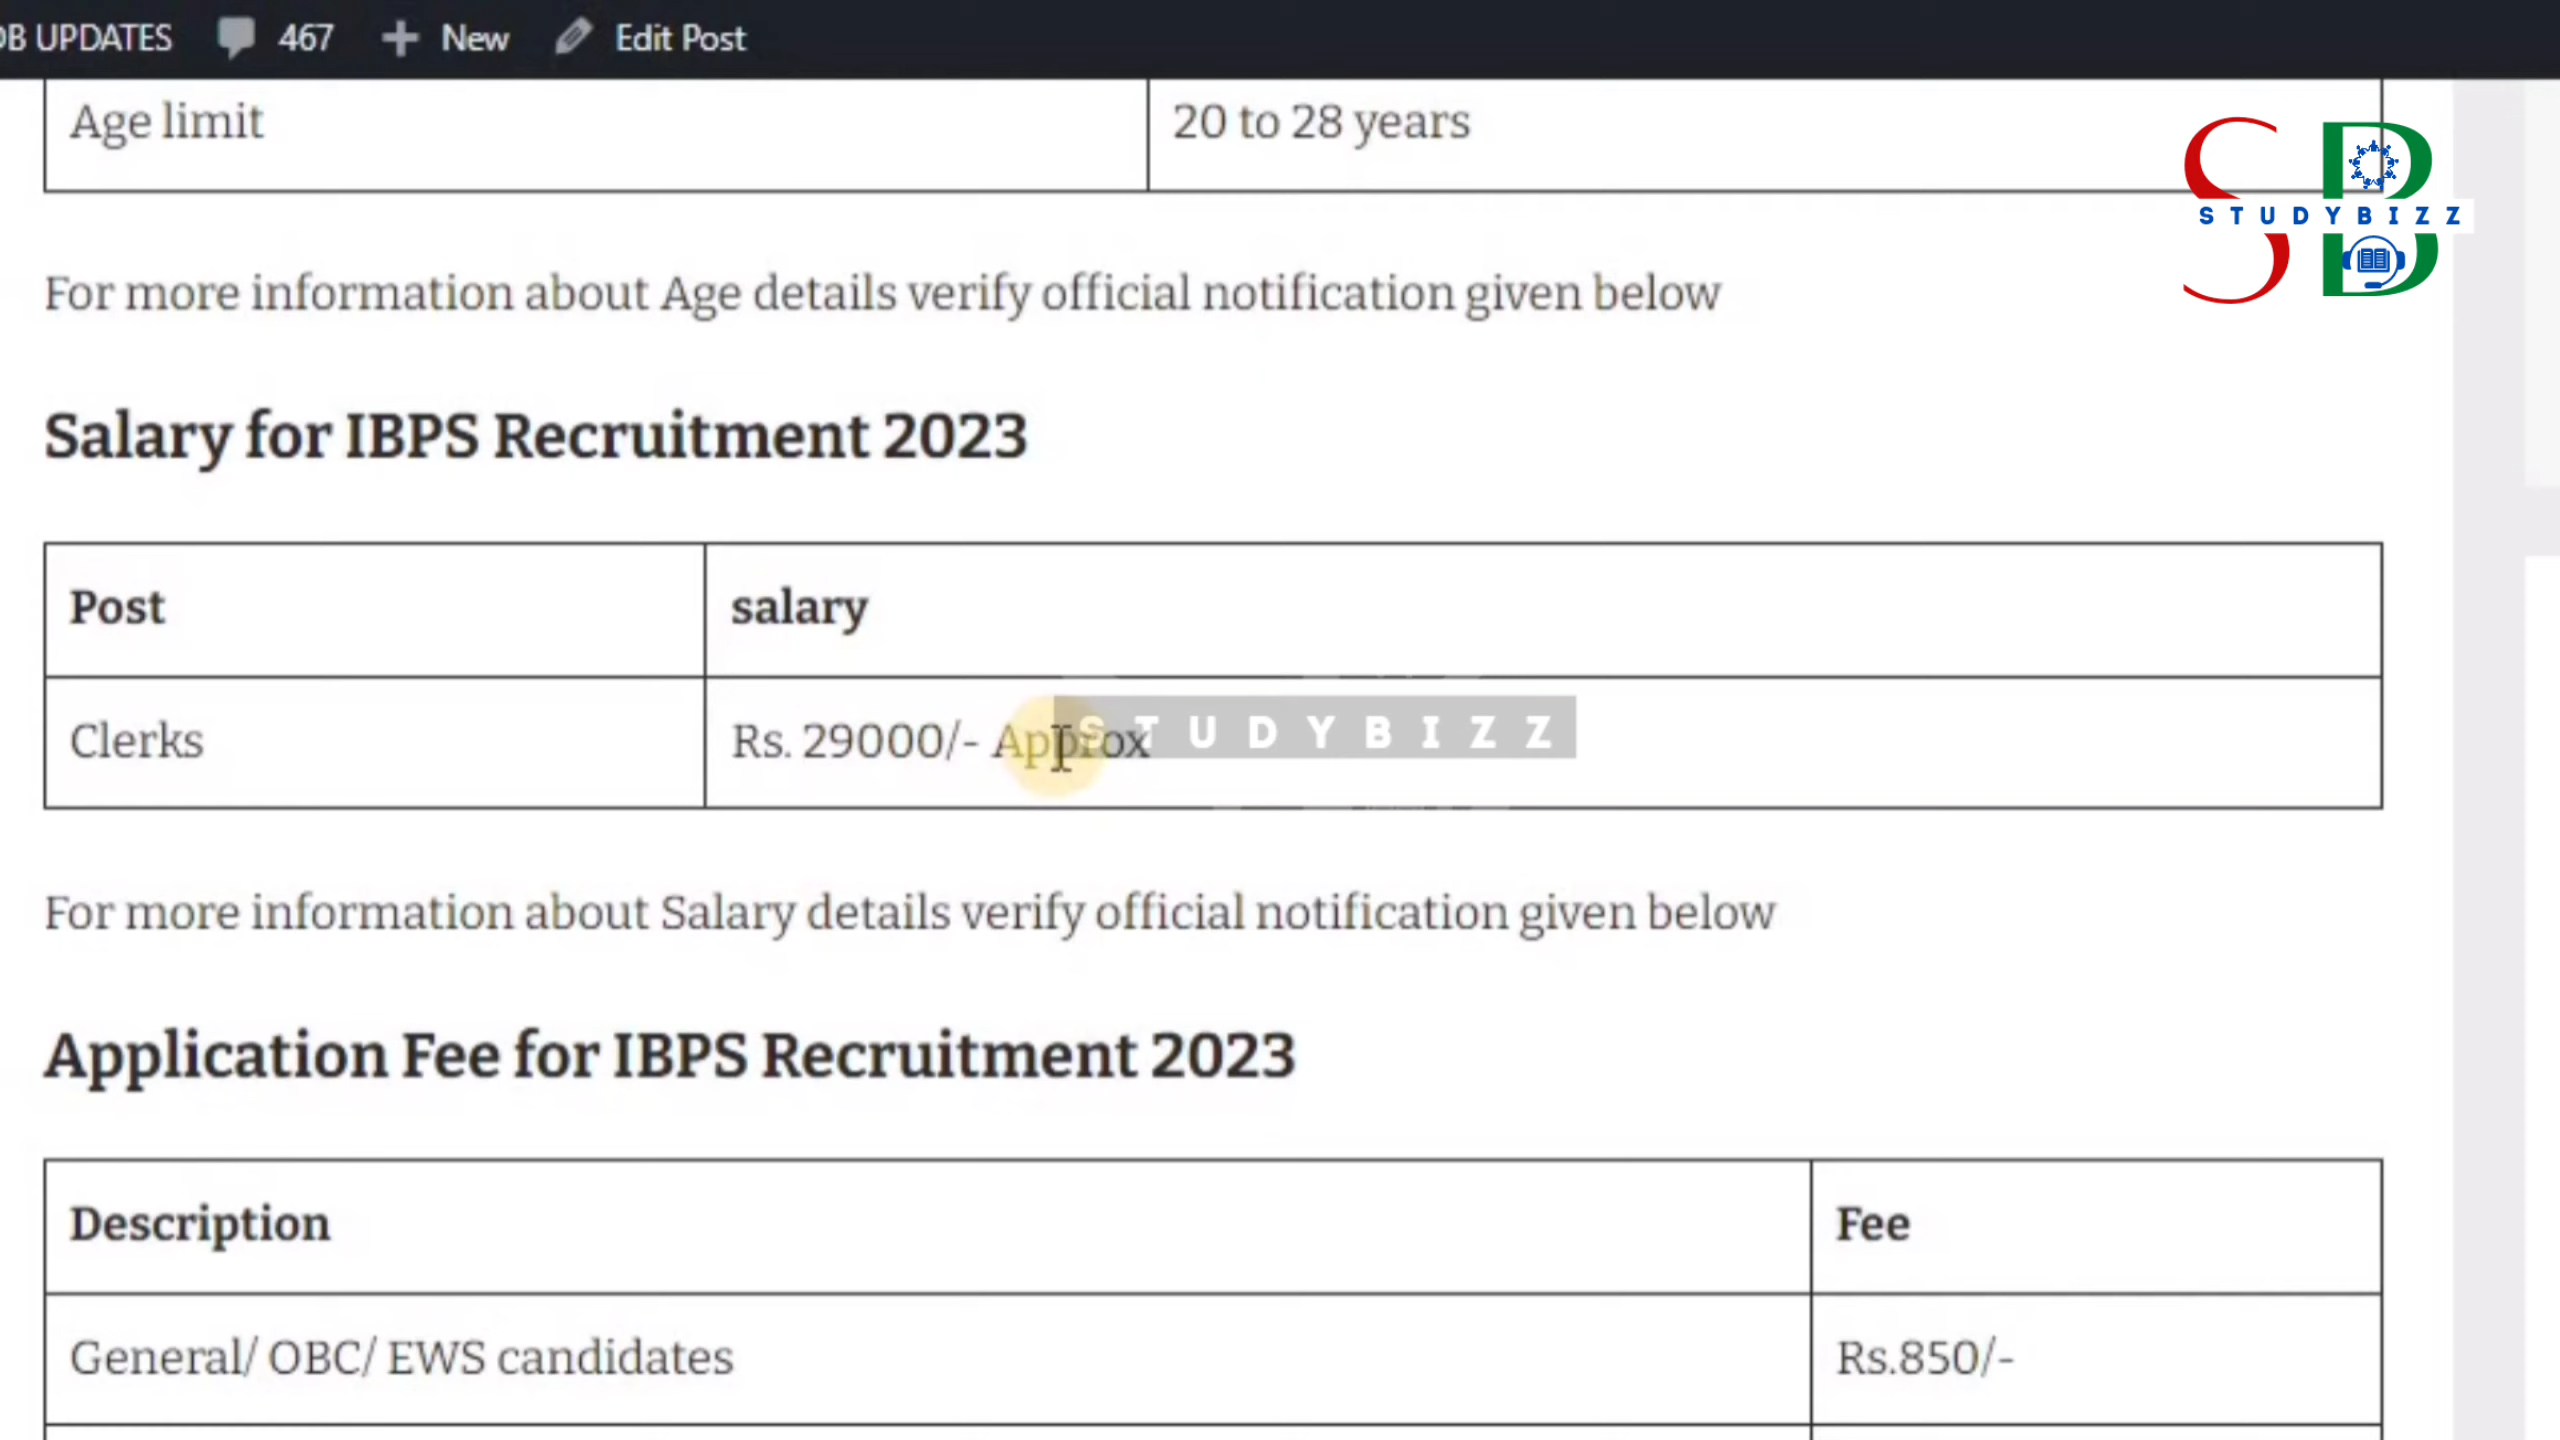 OB UPDATES 467 New Edit Post
Age limit 20 to 28 years
STUDYBIZZ
For more information about Age details verify official notification given below
Salary for IBPS Recruitment 2023
Post salary
Clerks Rs. 29000/- Approx
STUDYBIZZ
For more information about Salary details verify official notification given below
Application Fee for IBPS Recruitment 2023
Description Fee
General/ OBC/ EWS candidates Rs.850/-